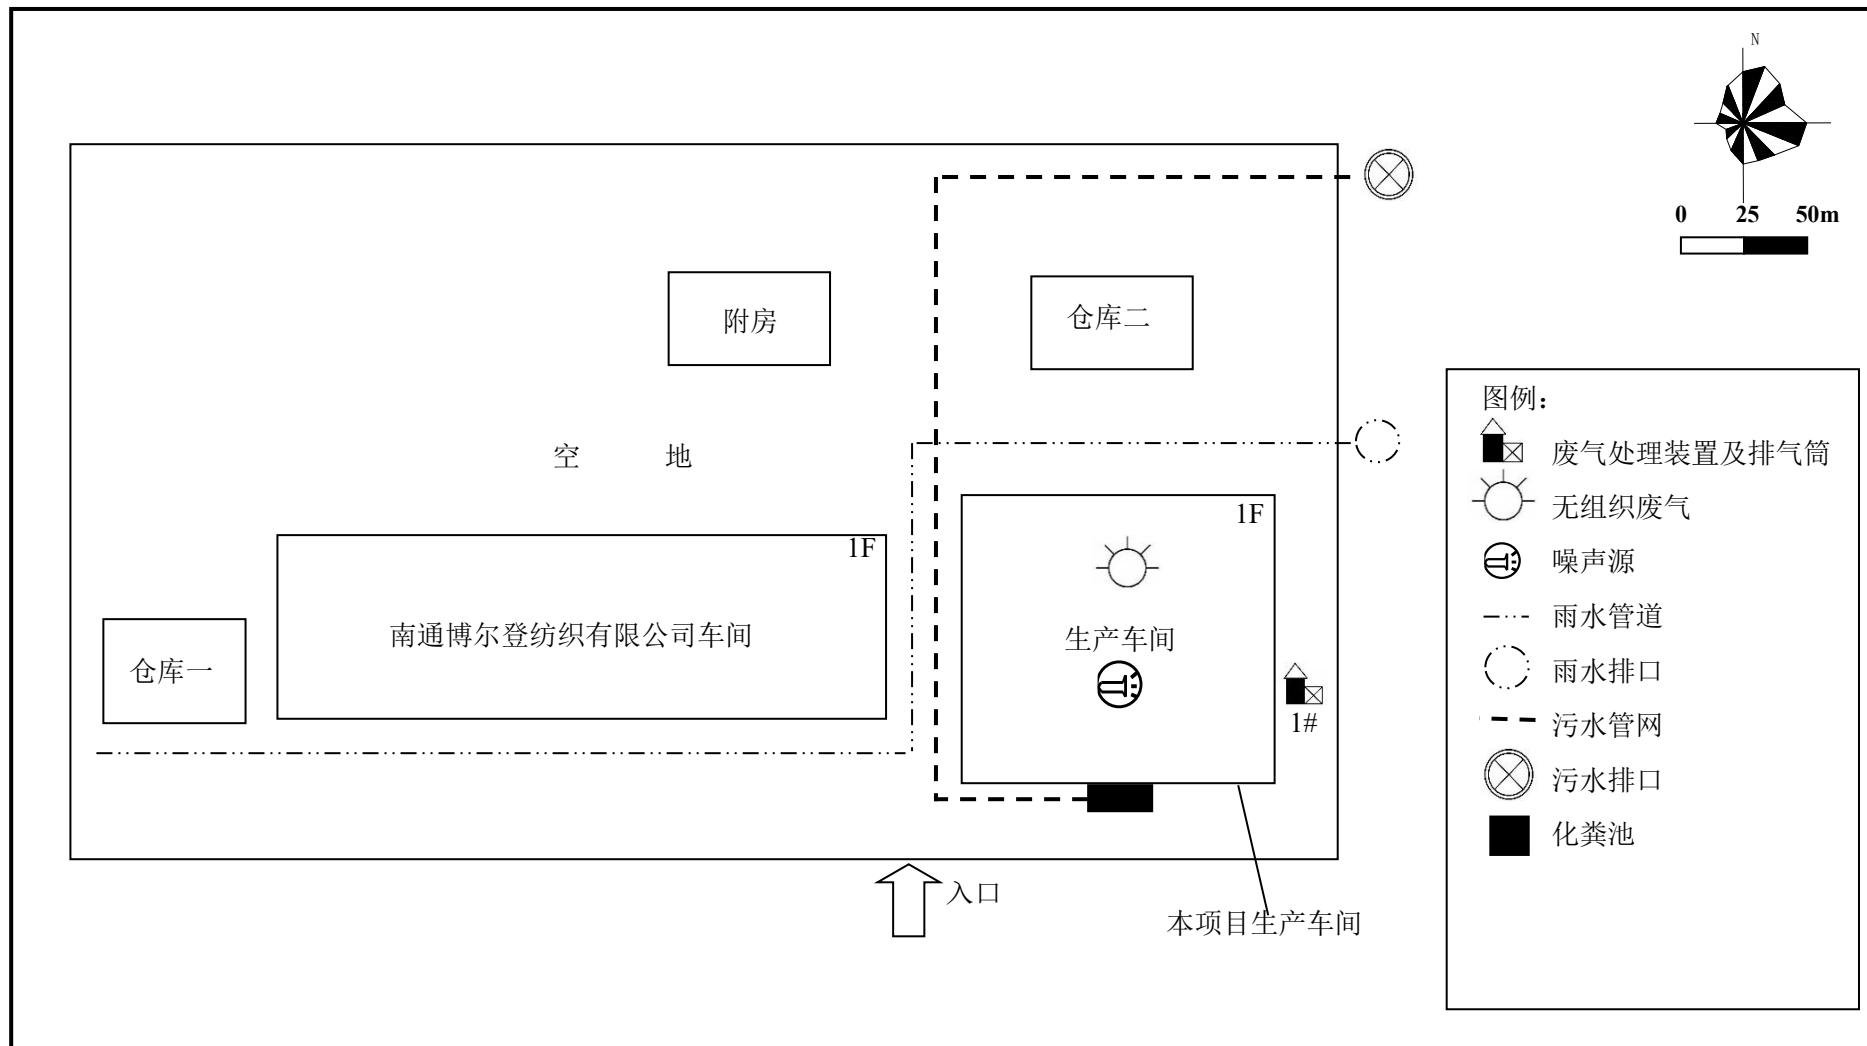 N
0 25 50m
附房
仓库二
空 地
1F
1F
南通博尔登纺织有限公司车间
生产车间
仓库一
1#
入口
本项目生产车间
图例：
废气处理装置及排气筒
无组织废气
噪声源
雨水管道
雨水排口
污水管网
污水排口
化粪池